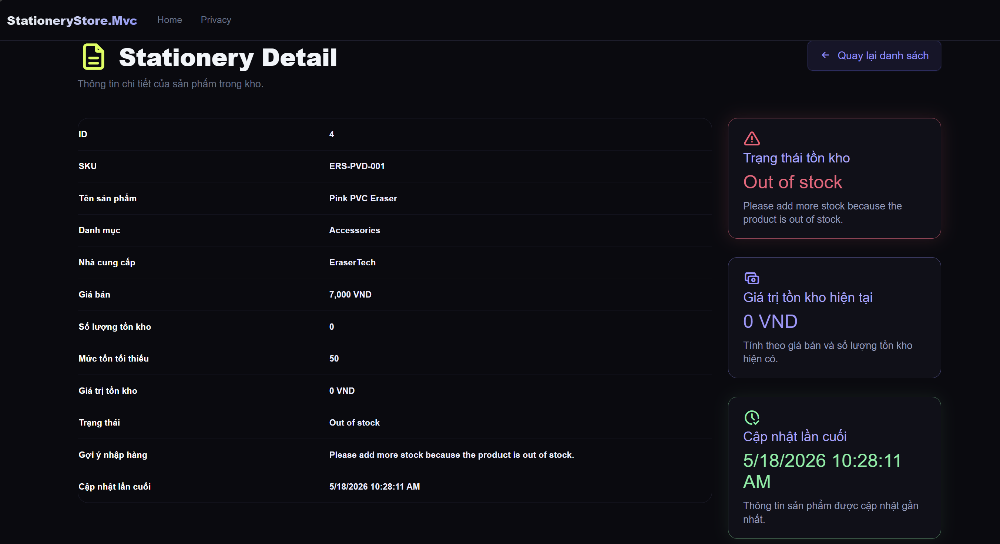 StationeryStore.Mvc Home Privacy
Stationery Detail
← Quay lại danh sách
Thông tin chi tiết của sản phẩm trong kho.
ID 4
SKU ERS-PVD-001
Tên sản phẩm Pink PVC Eraser
Danh mục Accessories
Nhà cung cấp EraserTech
Giá bán 7,000 VND
Số lượng tồn kho 0
Mức tồn tối thiểu 50
Giá trị tồn kho 0 VND
Trạng thái Out of stock
Gợi ý nhập hàng Please add more stock because the product is out of stock.
Cập nhật lần cuối 5/18/2026 10:28:11 AM
Trạng thái tồn kho
Out of stock
Please add more stock because the
product is out of stock.
Giá trị tồn kho hiện tại
0 VND
Tính theo giá bán và số lượng tồn kho
hiện có.
Cập nhật lần cuối
5/18/2026 10:28:11
AM
Thông tin sản phẩm được cập nhật gần
nhất.